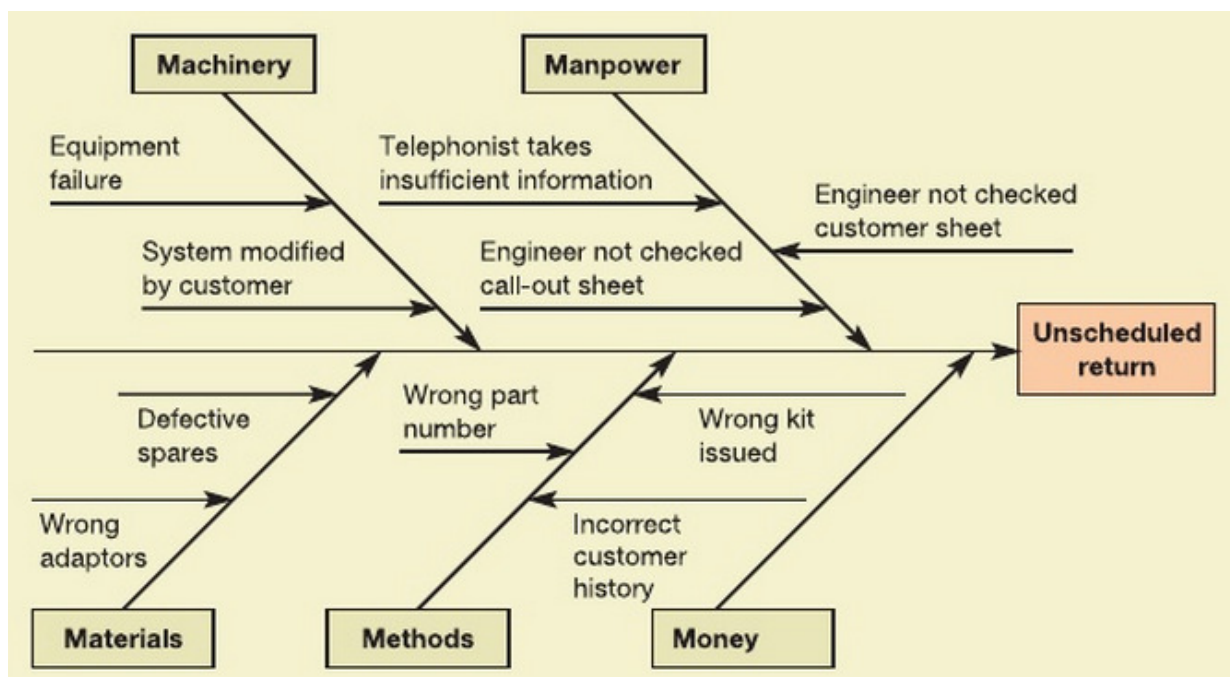 Machinery
Manpower
Equipment
failure
Telephonist takes
insufficient information
Engineer not checked
customer sheet
System modified
by customer
Engineer not checked
call-out sheet
Unscheduled
return
Defective
spares
Wrong part
number
Wrong kit
issued
Wrong
adaptors
Incorrect
customer
history
Materials
Methods
Money